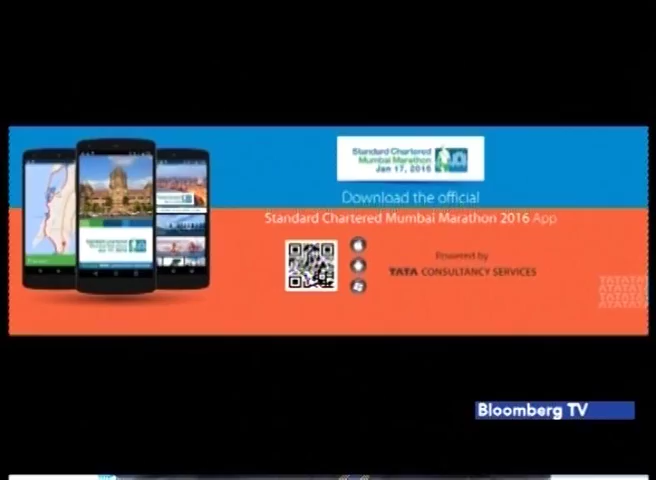 Standard Chartered
Mumbai Marathon
Jan 17, 2016
Download the official
Standard Chartered Mumbai Marathon 2016 App
Powered by
TATA CONSULTANCY SERVICES
Bloomberg TV